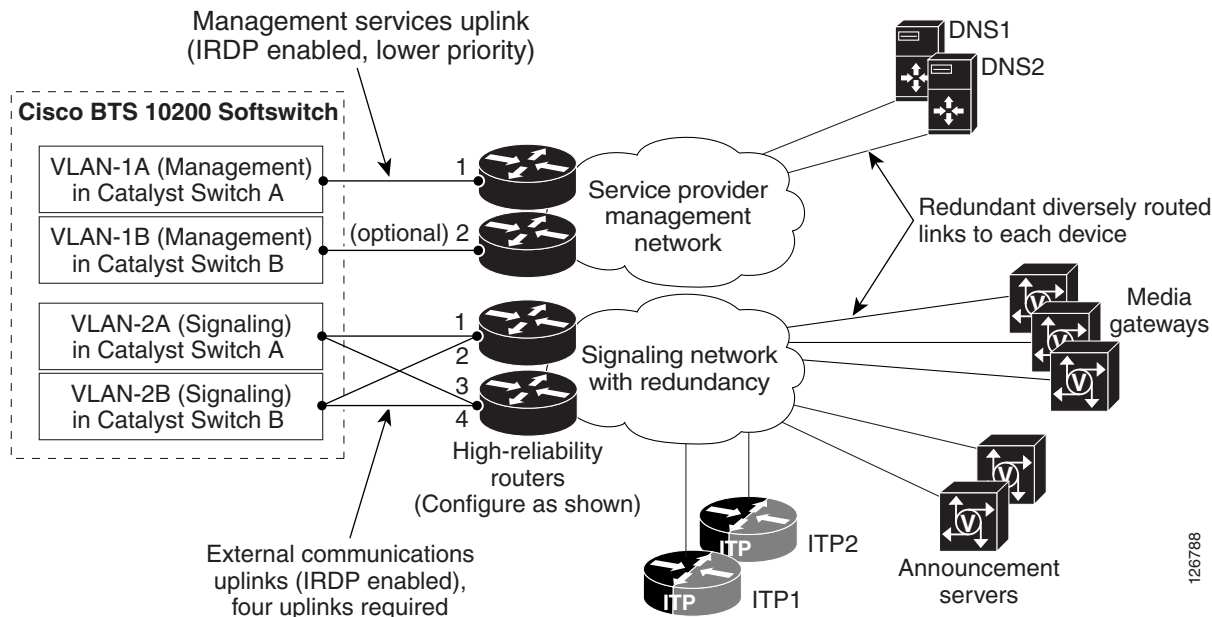 Management services uplink
(IRDP enabled, lower priority)
DNS1
DNS2
Cisco BTS 10200 Softswitch
VLAN-1A (Management)
in Catalyst Switch A
1
VLAN-1B (Management)
in Catalyst Switch B
(optional)
2
Service provider
management
network
Redundant diversely routed
links to each device
VLAN-2A (Signaling)
in Catalyst Switch A
1
2
VLAN-2B (Signaling)
in Catalyst Switch B
3
4
Signaling network
with redundancy
V
V
V
Media
gateways
High-reliability
routers
(Configure as shown)
External communications
uplinks (IRDP enabled),
four uplinks required
ITP
ITP2
ITP
ITP1
V
V
Announcement
servers
126788